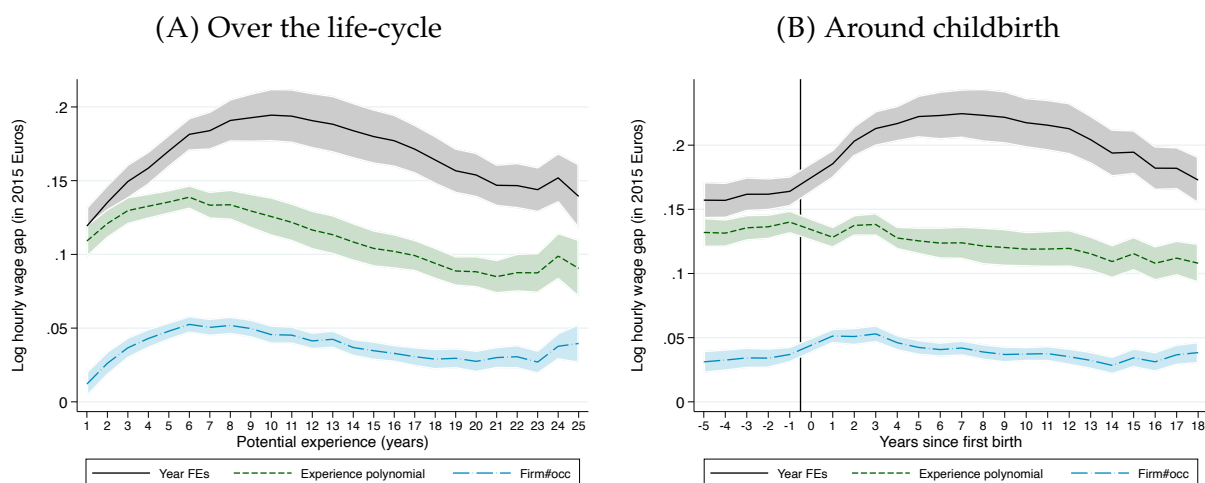 (A) Over the life-cycle
Log hourly wage gap (in 2015 Euros)
.2
.15
.1
.05
0
1 2 3 4 5 6 7 8 9 10 11 12 13 14 15 16 17 18 19 20 21 22 23 24 25
Potential experience (years)
Year FEs Experience polynomial Firm#occ
(B) Around childbirth
Log hourly wage gap (in 2015 Euros)
.2
.15
.1
.05
0
-5 -4 -3 -2 -1 0 1 2 3 4 5 6 7 8 9 10 11 12 13 14 15 16 17 18
Years since first birth
Year FEs Experience polynomial Firm#occ